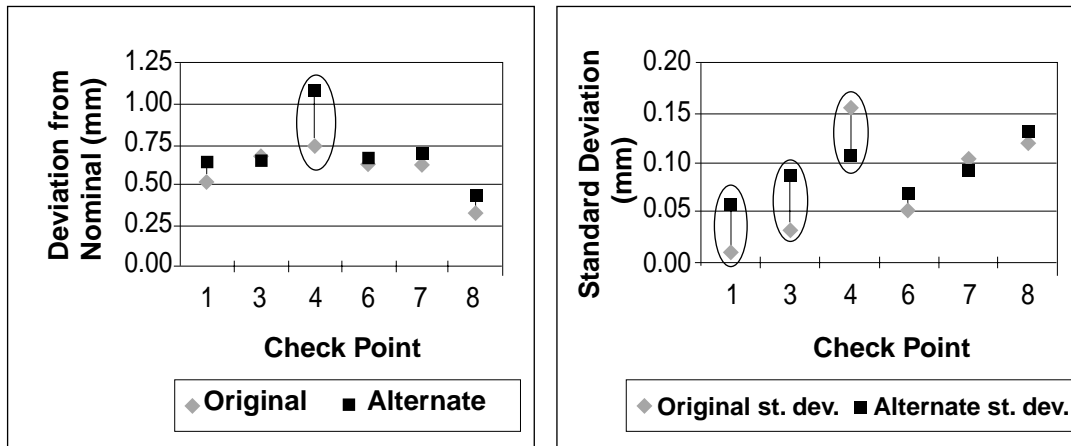 Deviation from
Nominal (mm)
1.25
1.00
0.75
0.50
0.25
0.00
1 3 4 6 7 8
Check Point
Original Alternate
Standard Deviation
(mm)
0.20
0.15
0.10
0.05
0.00
1 3 4 6 7 8
Check Point
Original st. dev. Alternate st. dev.